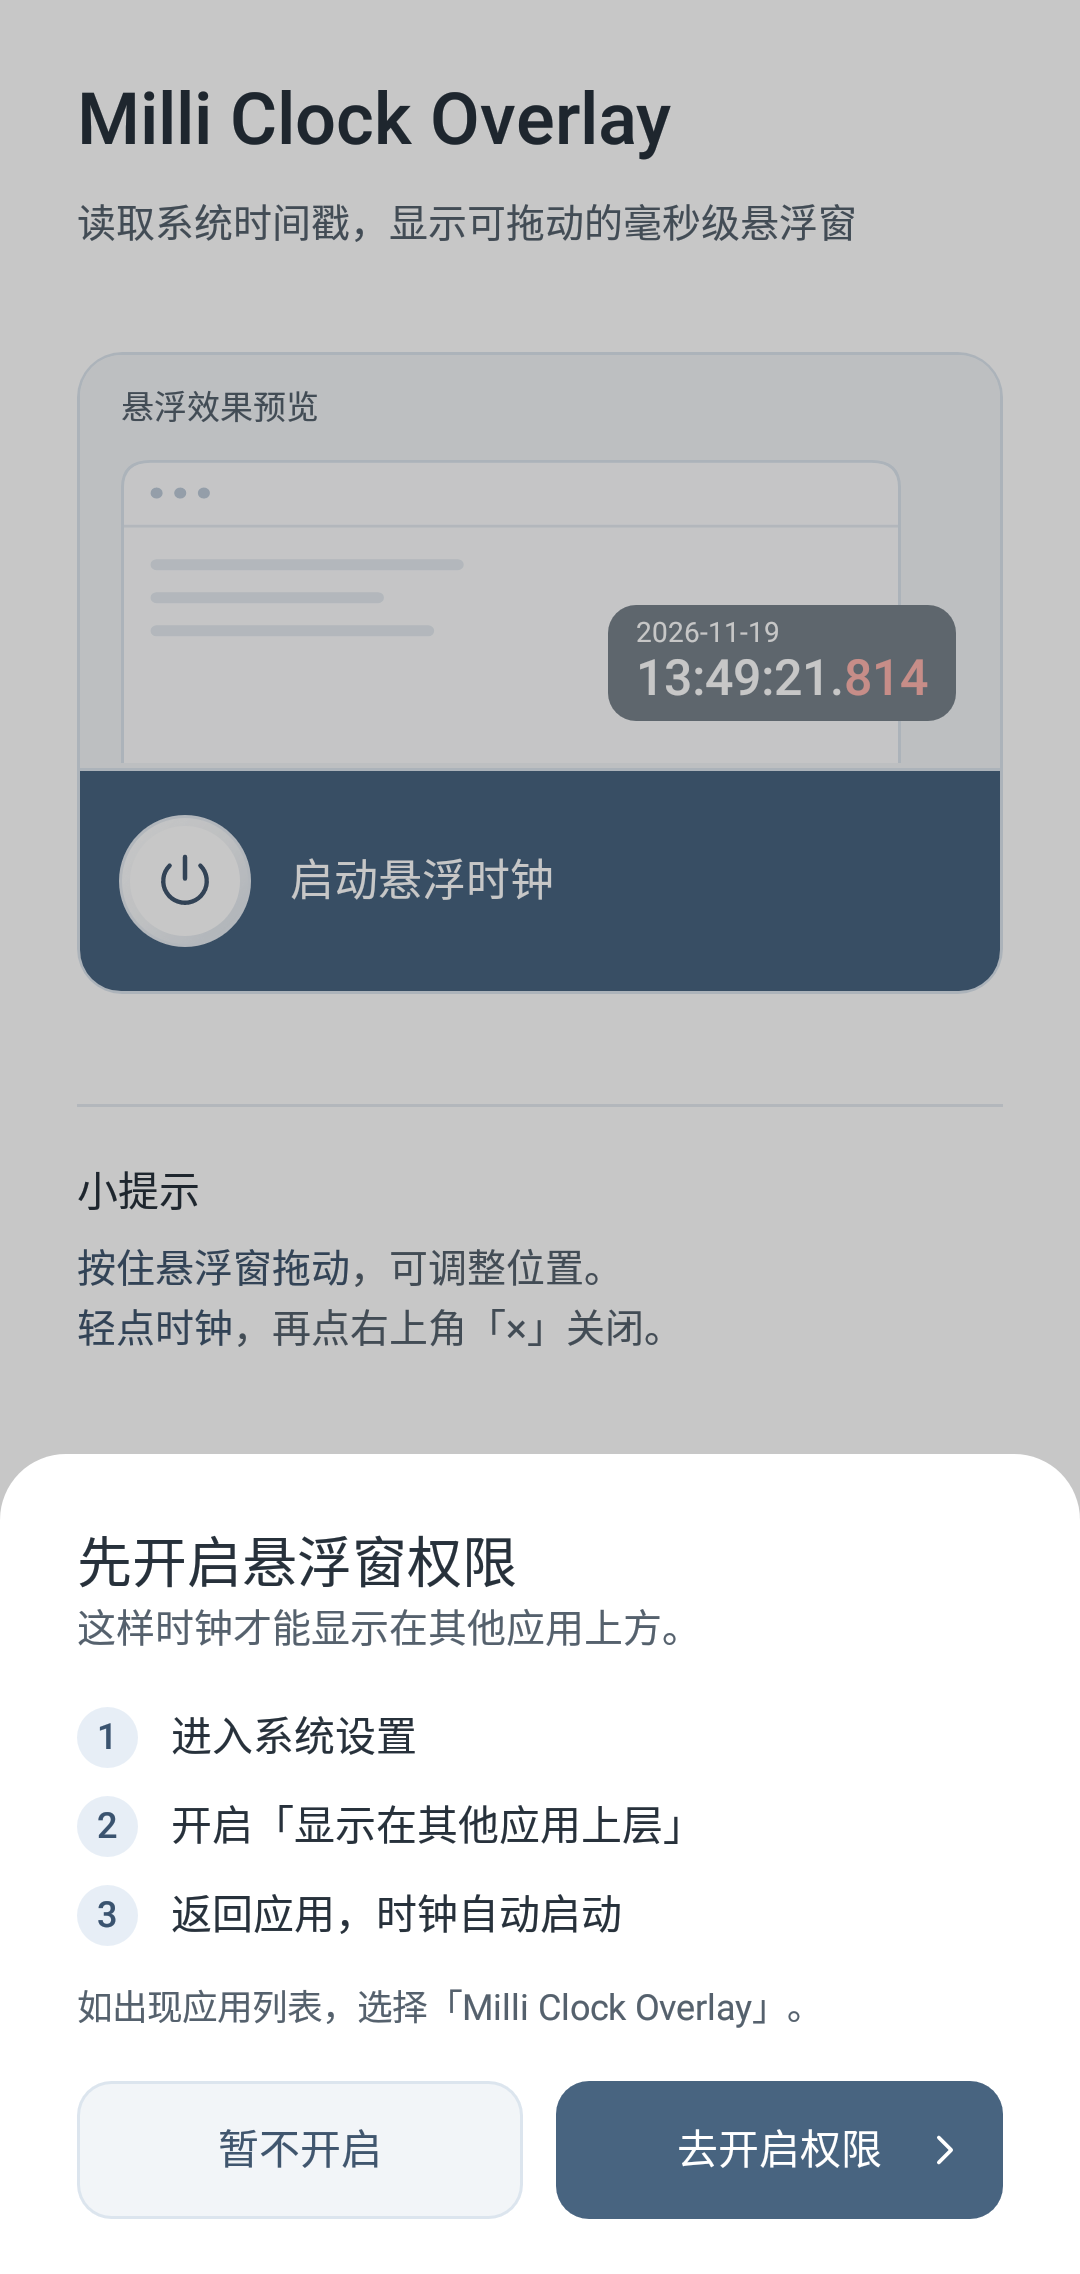 Milli Clock Overlay
读取系统时间戳，显示可拖动的毫秒级悬浮窗
悬浮效果预览
2026-11-19
13:49:21.814
启动悬浮时钟
小提示
按住悬浮窗拖动，可调整位置。
轻点时钟，再点右上角「×」关闭。
先开启悬浮窗权限
这样时钟才能显示在其他应用上方。
1 进入系统设置
2 开启「显示在其他应用上层」
3 返回应用，时钟自动启动
如出现应用列表，选择「Milli Clock Overlay」。
暂不开启
去开启权限